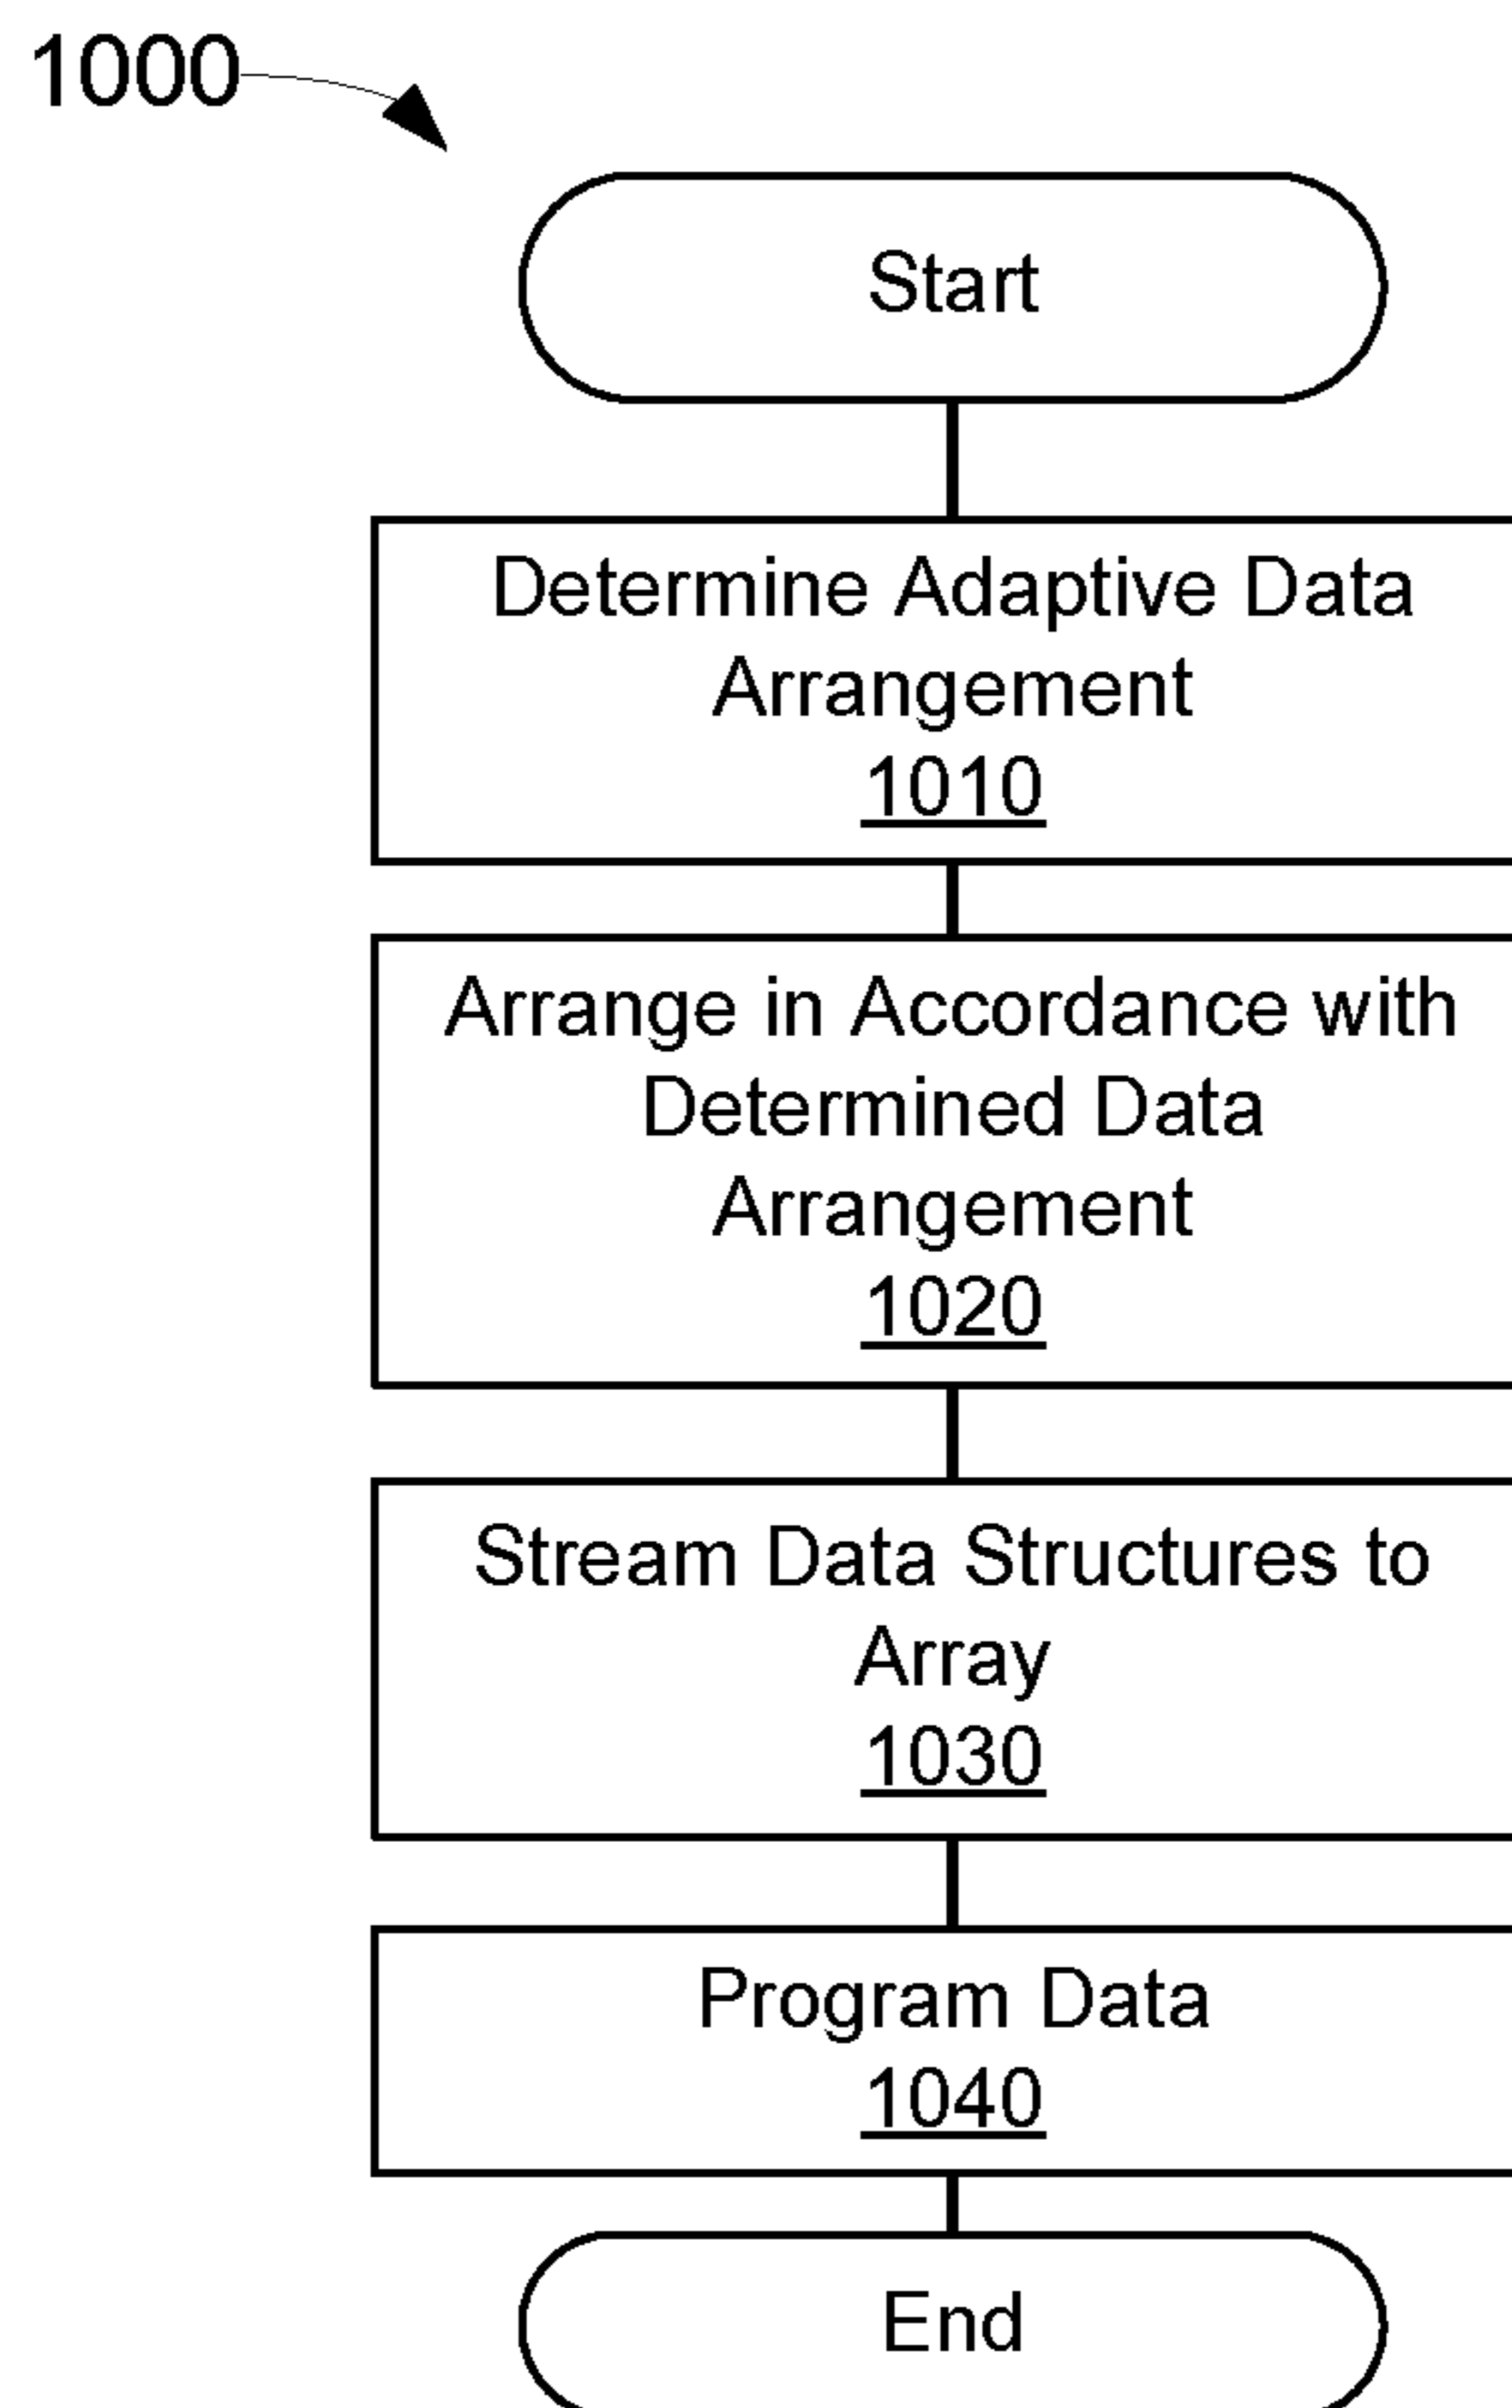 1000
Start
Determine Adaptive Data
Arrangement
1010
Arrange in Accordance with
Determined Data
Arrangement
1020
Stream Data Structures to
Array
1030
Program Data
1040
End